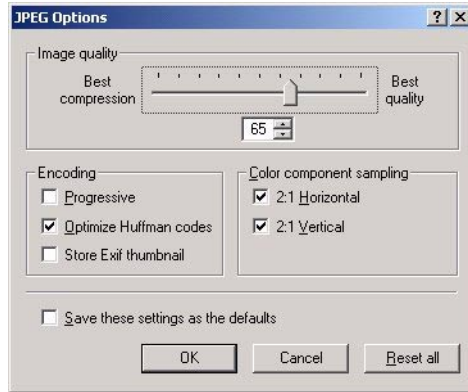 JPEG Options
Image quality
Best compression
Best quality
65
Encoding
Progressive
Optimize Huffman codes
Store Exif thumbnail
Color component sampling
2:1 Horizontal
2:1 Vertical
Save these settings as the defaults
OK
Cancel
Reset all